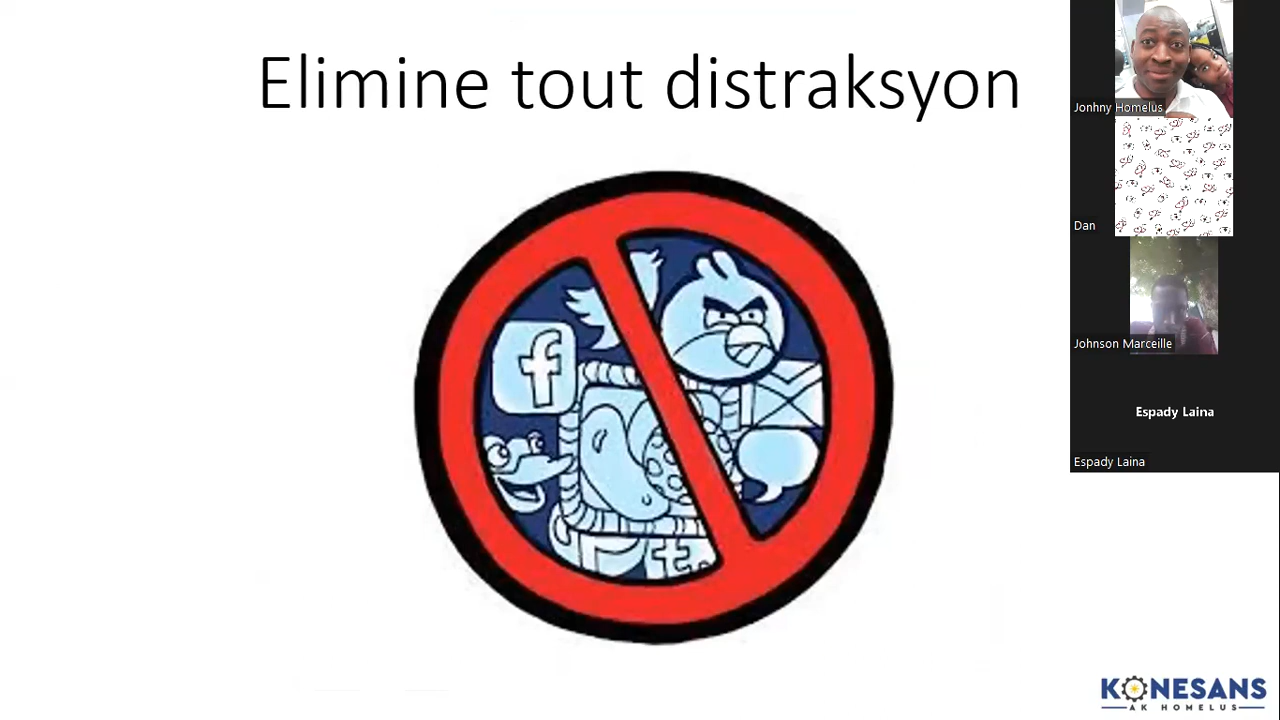 Elimine tout distraksyon
f
t
Jonhny Homelus
Dan
Johnson Marceille
Espady Laina
Espady Laina
KONESANS
AK HOMELUS